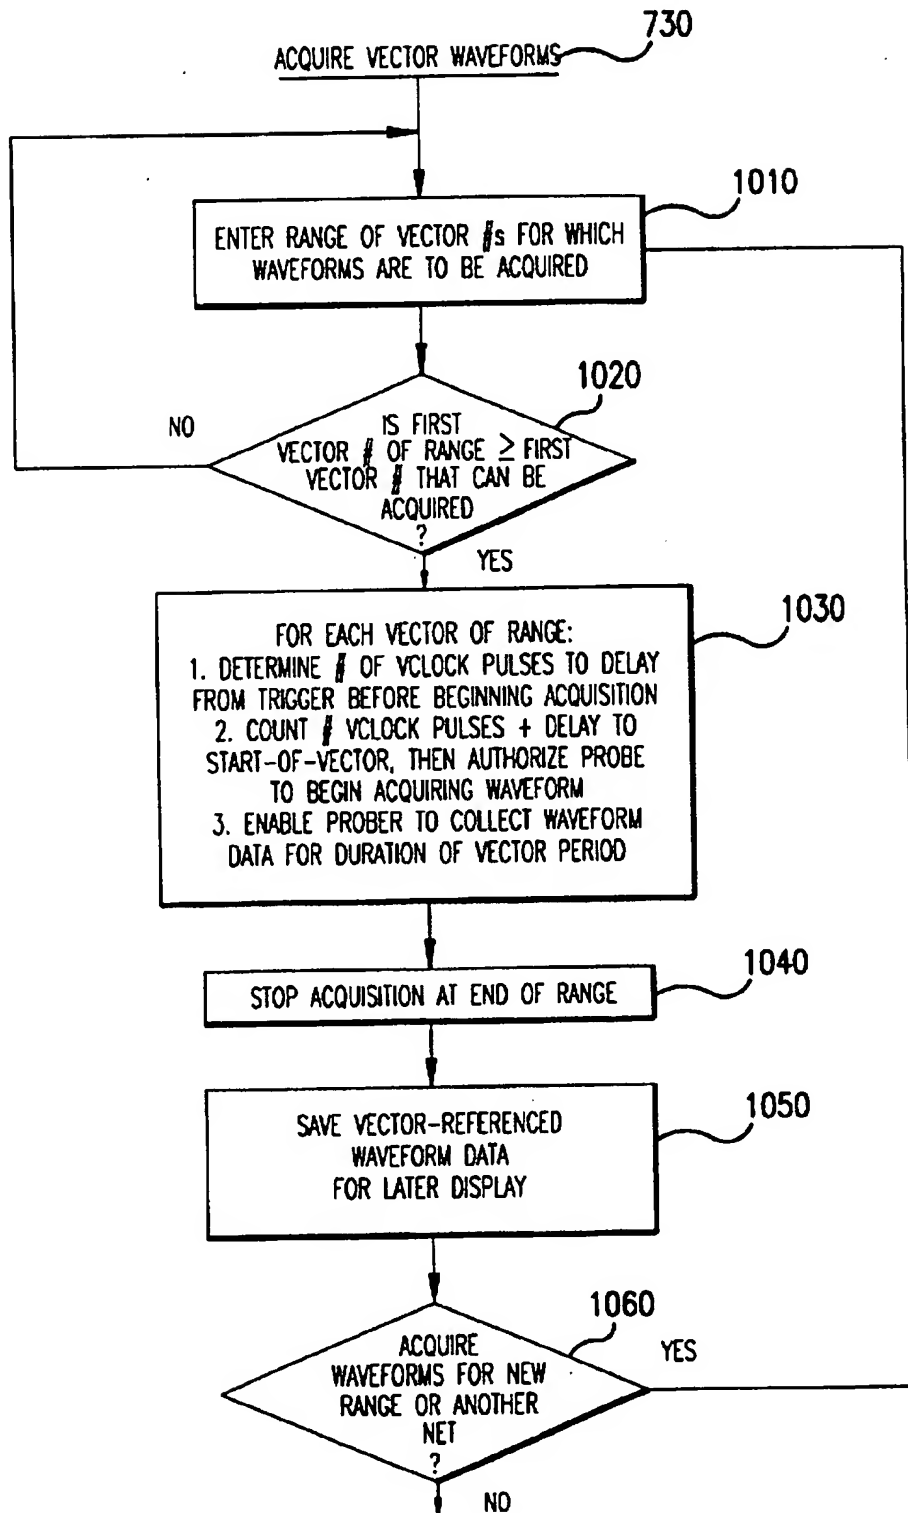 730
ACQUIRE VECTOR WAVEFORMS
1010
ENTER RANGE OF VECTOR #s FOR WHICH
WAVEFORMS ARE TO BE ACQUIRED
1020
NO
IS FIRST
VECTOR # OF RANGE ≥ FIRST
VECTOR # THAT CAN BE
ACQUIRED
?
YES
1030
FOR EACH VECTOR OF RANGE:
1. DETERMINE # OF VCLOCK PULSES TO DELAY
FROM TRIGGER BEFORE BEGINNING ACQUISITION
2. COUNT # VCLOCK PULSES + DELAY TO
START-OF-VECTOR, THEN AUTHORIZE PROBE
TO BEGIN ACQUIRING WAVEFORM
3. ENABLE PROBER TO COLLECT WAVEFORM
DATA FOR DURATION OF VECTOR PERIOD
1040
STOP ACQUISITION AT END OF RANGE
1050
SAVE VECTOR-REFERENCED
WAVEFORM DATA
FOR LATER DISPLAY
1060
ACQUIRE
WAVEFORMS FOR NEW
RANGE OR ANOTHER
NET
?
YES
NO